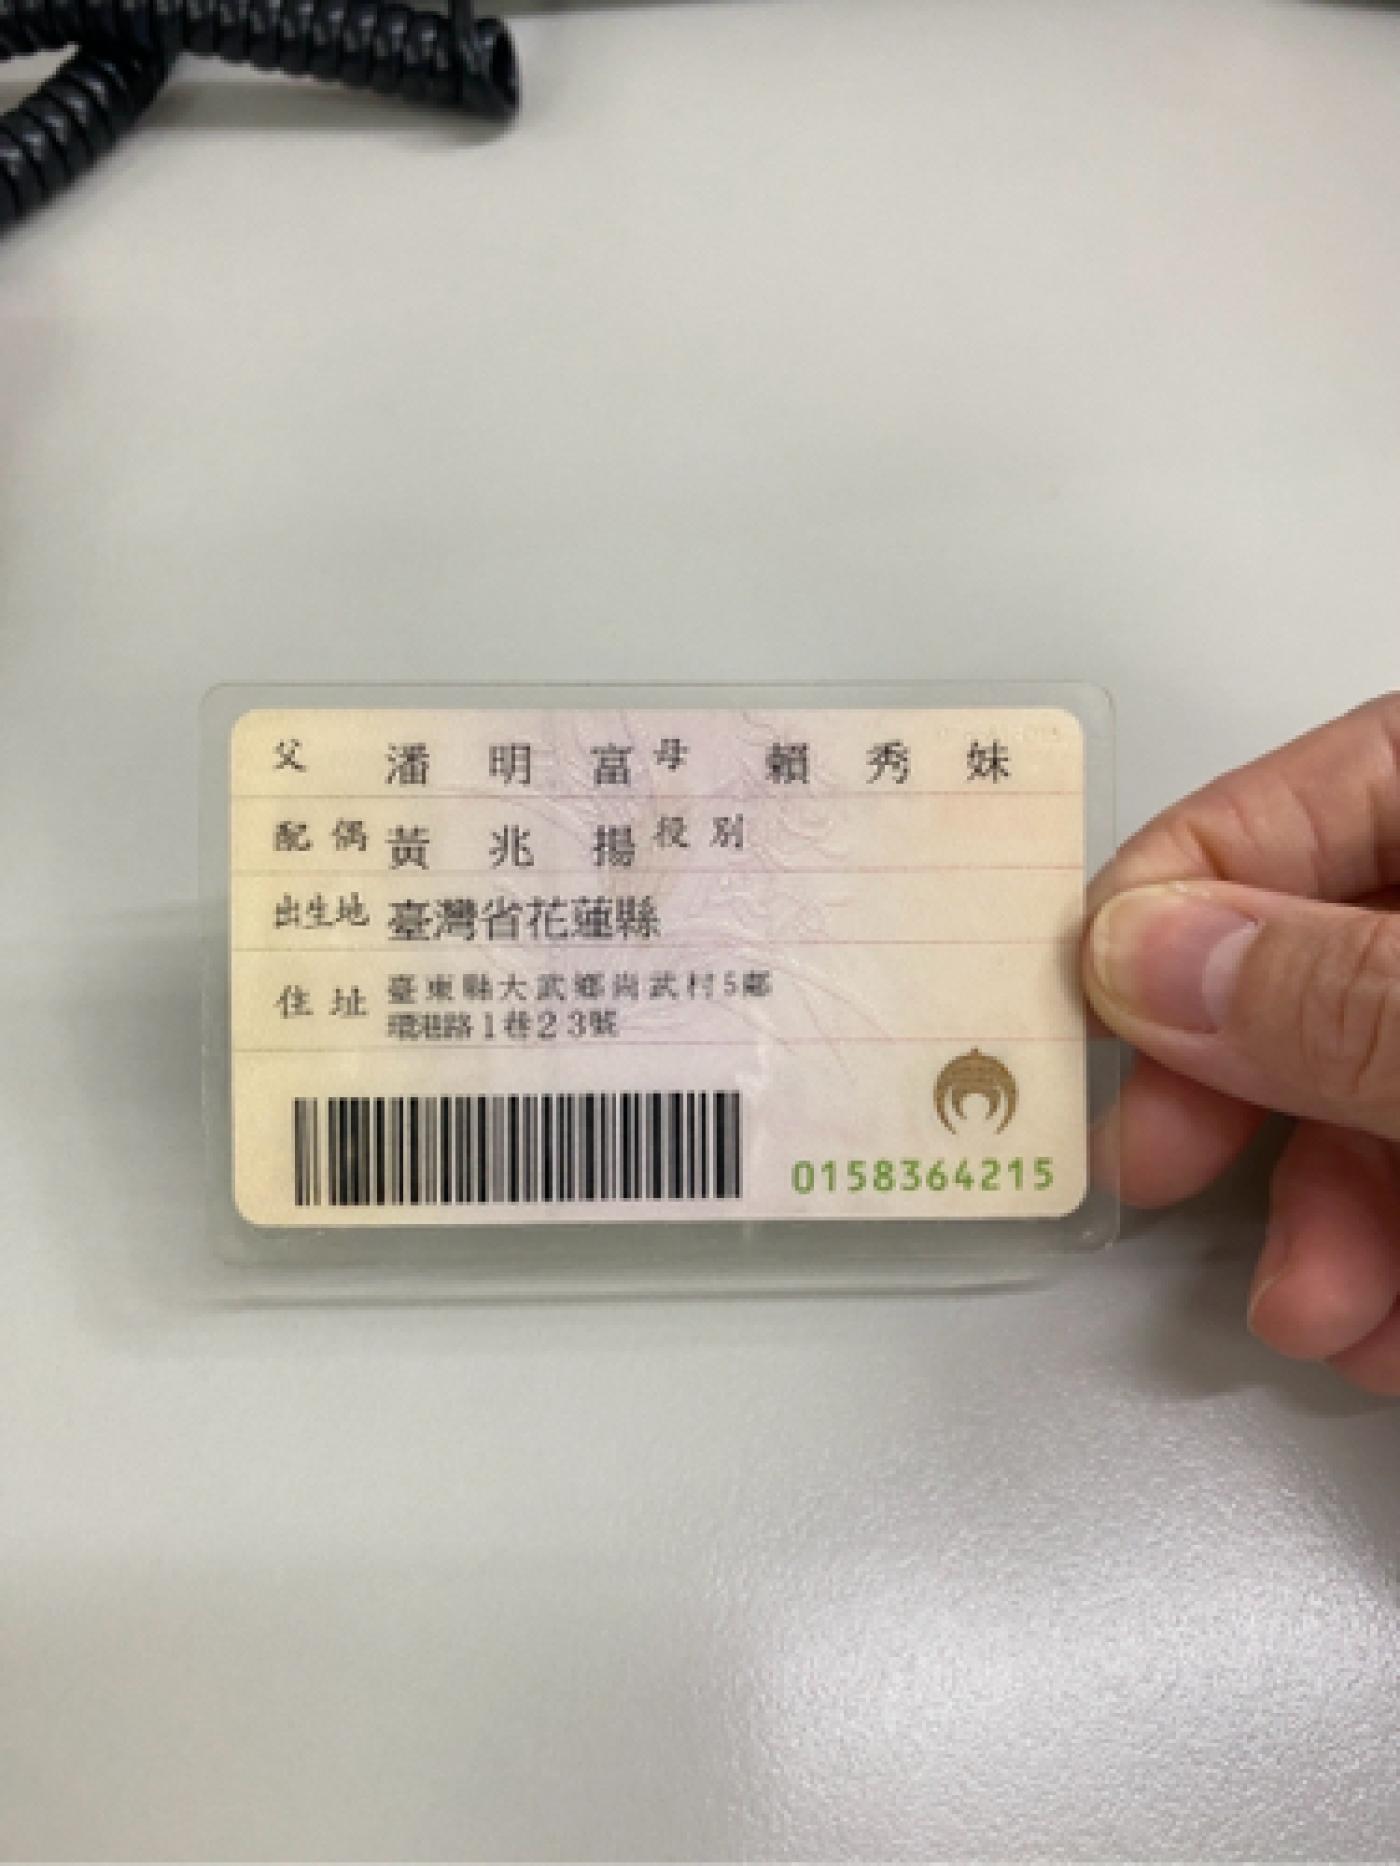 父 潘明富 母 賴秀妹
配偶 黃兆揚 役別
出生地 臺灣省花蓮縣
住址 臺東縣大武鄉尚武村5鄰
環港路1巷23號
0158364215